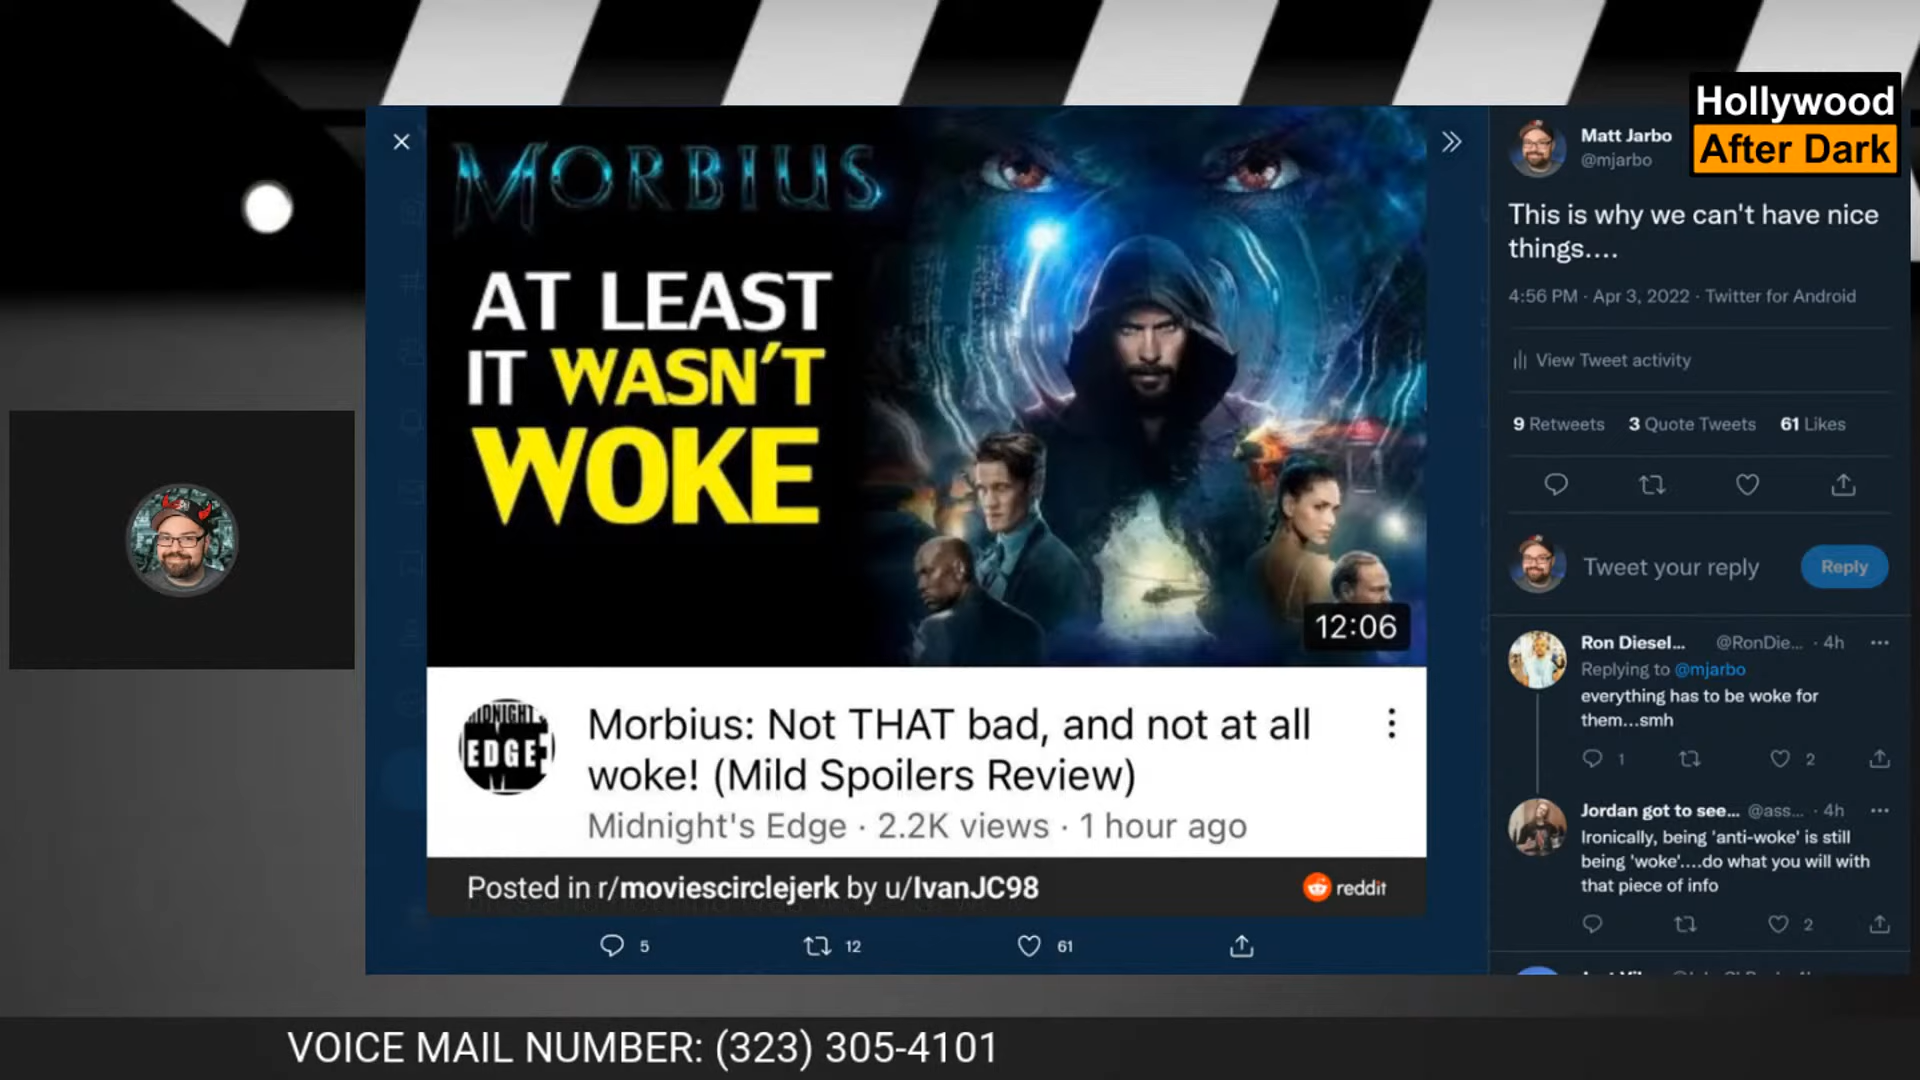 Hollywood
After Dark
MORBIUS
AT LEAST
IT WASN'T
WOKE
12:06
MIDNIGHT'S
EDGE
Morbius: Not THAT bad, and not at all
woke! (Mild Spoilers Review)
Midnight's Edge · 2.2K views · 1 hour ago
Posted in r/moviescirclejerk by u/IvanJC98
reddit
5
12
61
Matt Jarbo
@mjarbo
This is why we can't have nice
things....
4:56 PM · Apr 3, 2022 · Twitter for Android
View Tweet activity
9 Retweets 3 Quote Tweets 61 Likes
Tweet your reply
Reply
Ron Diesel... @RonDie... · 4h
Replying to @mjarbo
everything has to be woke for
them...smh
1
2
Jordan got to see... @ass... · 4h
Ironically, being 'anti-woke' is still
being 'woke'....do what you will with
that piece of info
2
VOICE MAIL NUMBER: (323) 305-4101